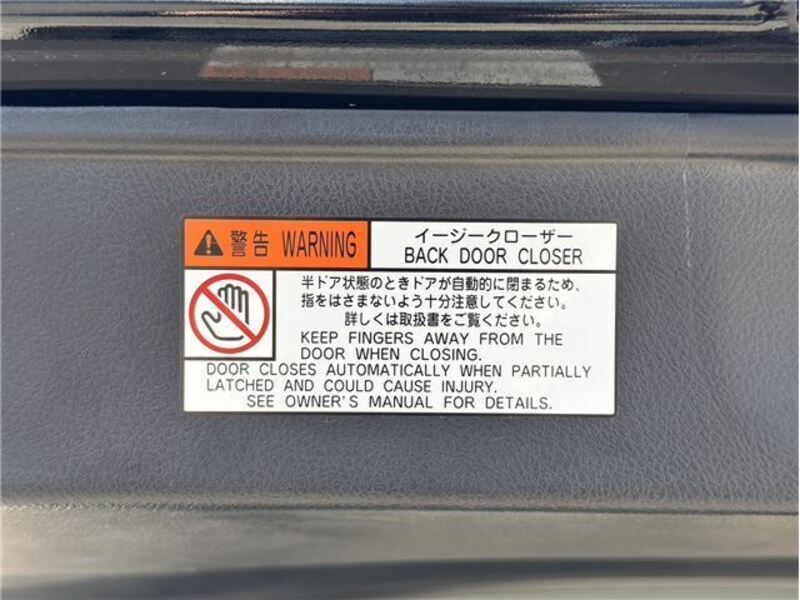 警告 WARNING
イージークローザー
BACK DOOR CLOSER
半ドア状態のときドアが自動的に閉まるため、
指をはさまないよう十分注意してください。
詳しくは取扱書をご覧ください。
KEEP FINGERS AWAY FROM THE
DOOR WHEN CLOSING.
DOOR CLOSES AUTOMATICALLY WHEN PARTIALLY
LATCHED AND COULD CAUSE INJURY.
SEE OWNER'S MANUAL FOR DETAILS.